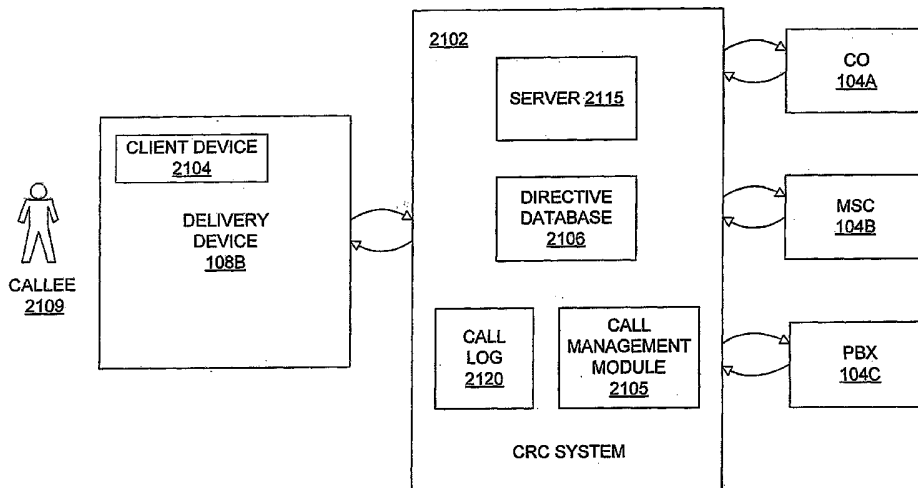 2102
SERVER 2115
DIRECTIVE
DATABASE
2106
CALL
LOG
2120
CALL
MANAGEMENT
MODULE
2105
CRC SYSTEM
CLIENT DEVICE
2104
DELIVERY
DEVICE
108B
CALLEE
2109
CO
104A
MSC
104B
PBX
104C